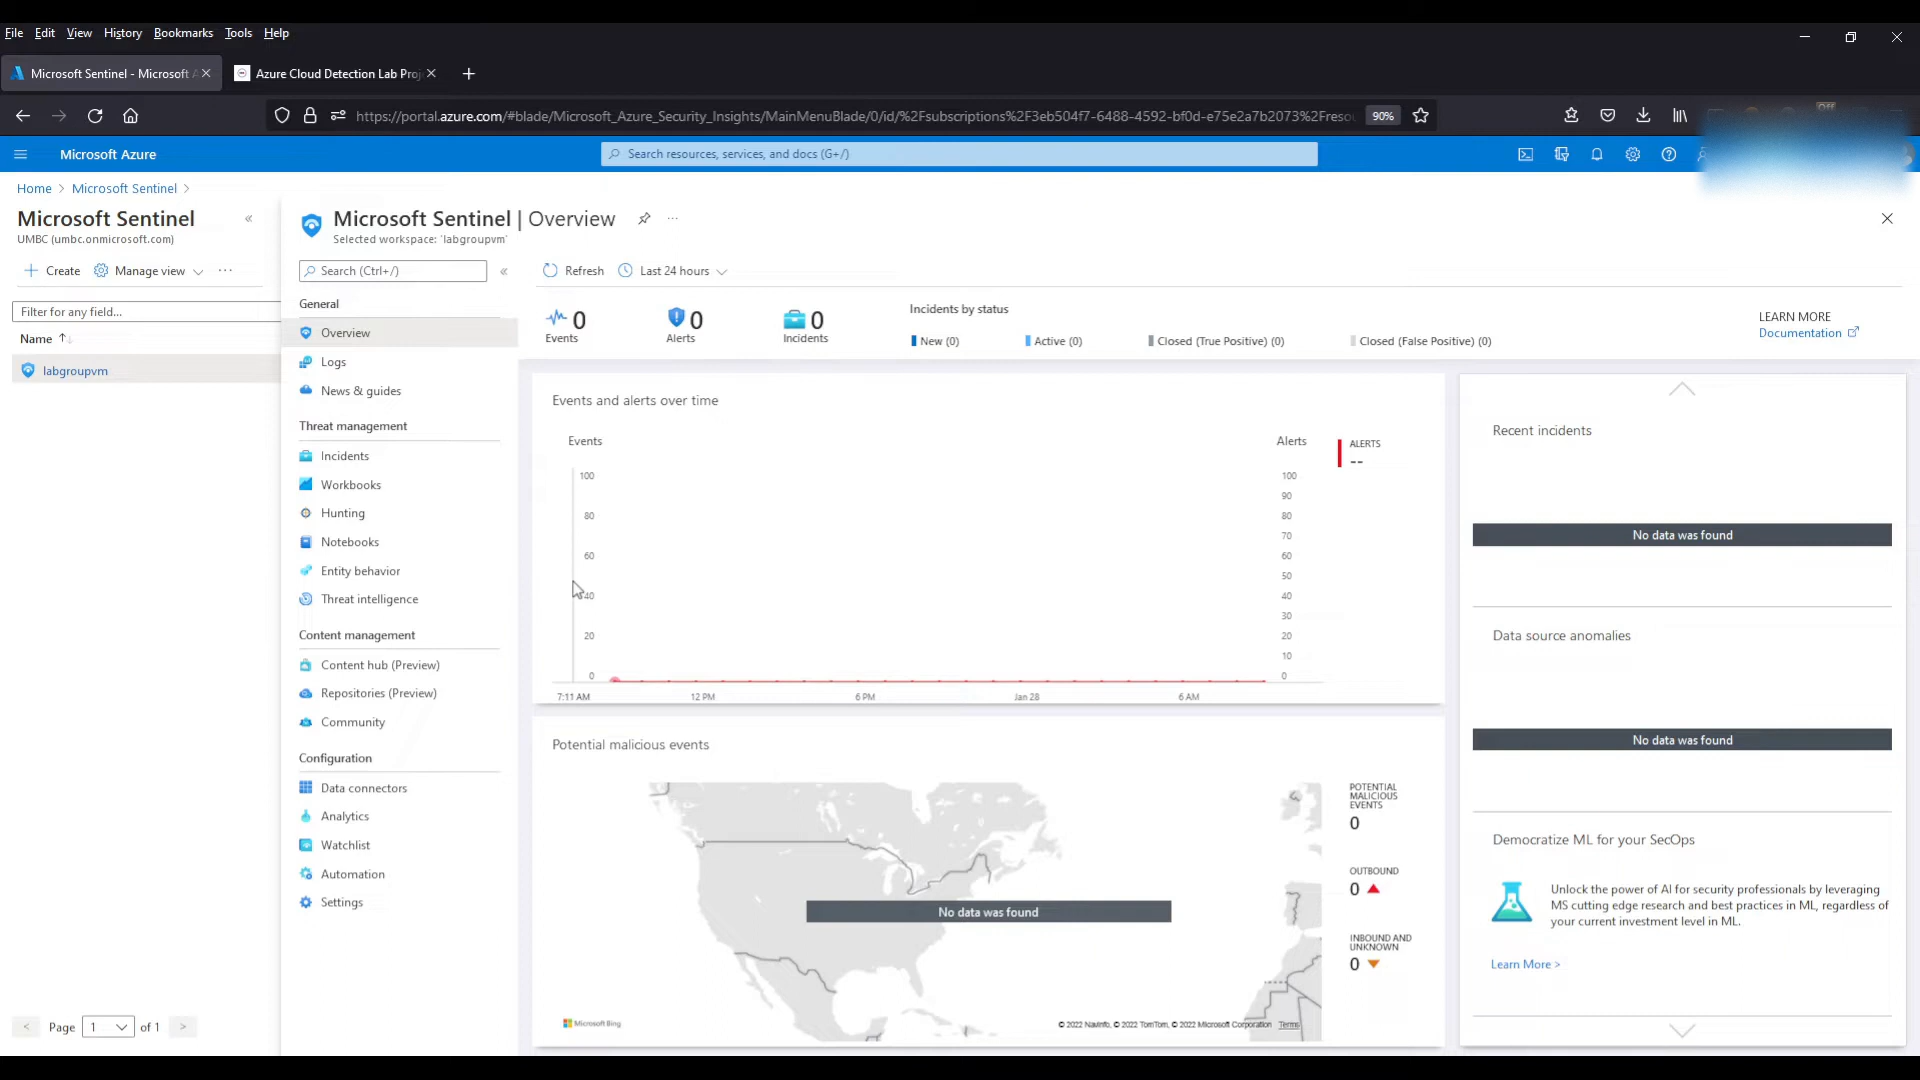 File Edit View History Bookmarks Tools Help
Microsoft Sentinel - Microsoft A
Azure Cloud Detection Lab Proj
https://portal.azure.com/#blade/Microsoft_Azure_Security_Insights/MainMenuBlade/0/id/%2Fsubscriptions%2F3eb504f7-6488-4592-bf0d-e75e2a7b2073%2Fresou
90%
Off
Microsoft Azure
Search resources, services, and docs (G+/)
Home > Microsoft Sentinel >
Microsoft Sentinel
UMBC (umbc.onmicrosoft.com)
Create
Manage view
Filter for any field...
Name
labgroupvm
Page 1 of 1
Microsoft Sentinel | Overview
Selected workspace: 'labgroupvm'
Search (Ctrl+/)
General
Overview
Logs
News & guides
Threat management
Incidents
Workbooks
Hunting
Notebooks
Entity behavior
Threat intelligence
Content management
Content hub (Preview)
Repositories (Preview)
Community
Configuration
Data connectors
Analytics
Watchlist
Automation
Settings
Refresh
Last 24 hours
0
Events
0
Alerts
0
Incidents
Incidents by status
New (0)
Active (0)
Closed (True Positive) (0)
Closed (False Positive) (0)
LEARN MORE
Documentation
Events and alerts over time
Events
100
80
60
40
20
0
Alerts
100
90
80
70
60
50
40
30
20
10
0
ALERTS
--
7:11 AM
12 PM
6 PM
Jan 28
6 AM
Potential malicious events
No data was found
POTENTIAL
MALICIOUS
EVENTS
0
OUTBOUND
0
INBOUND AND
UNKNOWN
0
Microsoft Bing
© 2022 NavInfo, © 2022 TomTom, © 2022 Microsoft Corporation Terms
Recent incidents
No data was found
Data source anomalies
No data was found
Democratize ML for your SecOps
Unlock the power of AI for security professionals by leveraging
MS cutting edge research and best practices in ML, regardless of
your current investment level in ML.
Learn More >